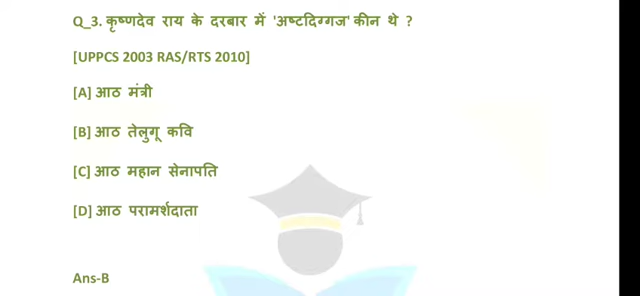 Q_3. कृष्णदेव राय के दरबार में 'अष्टदिग्गज' कीन थे ?
[UPPCS 2003 RAS/RTS 2010]
[A] आठ मंत्री
[B] आठ तेलुगू कवि
[C] आठ महान सेनापति
[D] आठ परामर्शदाता
Ans-B